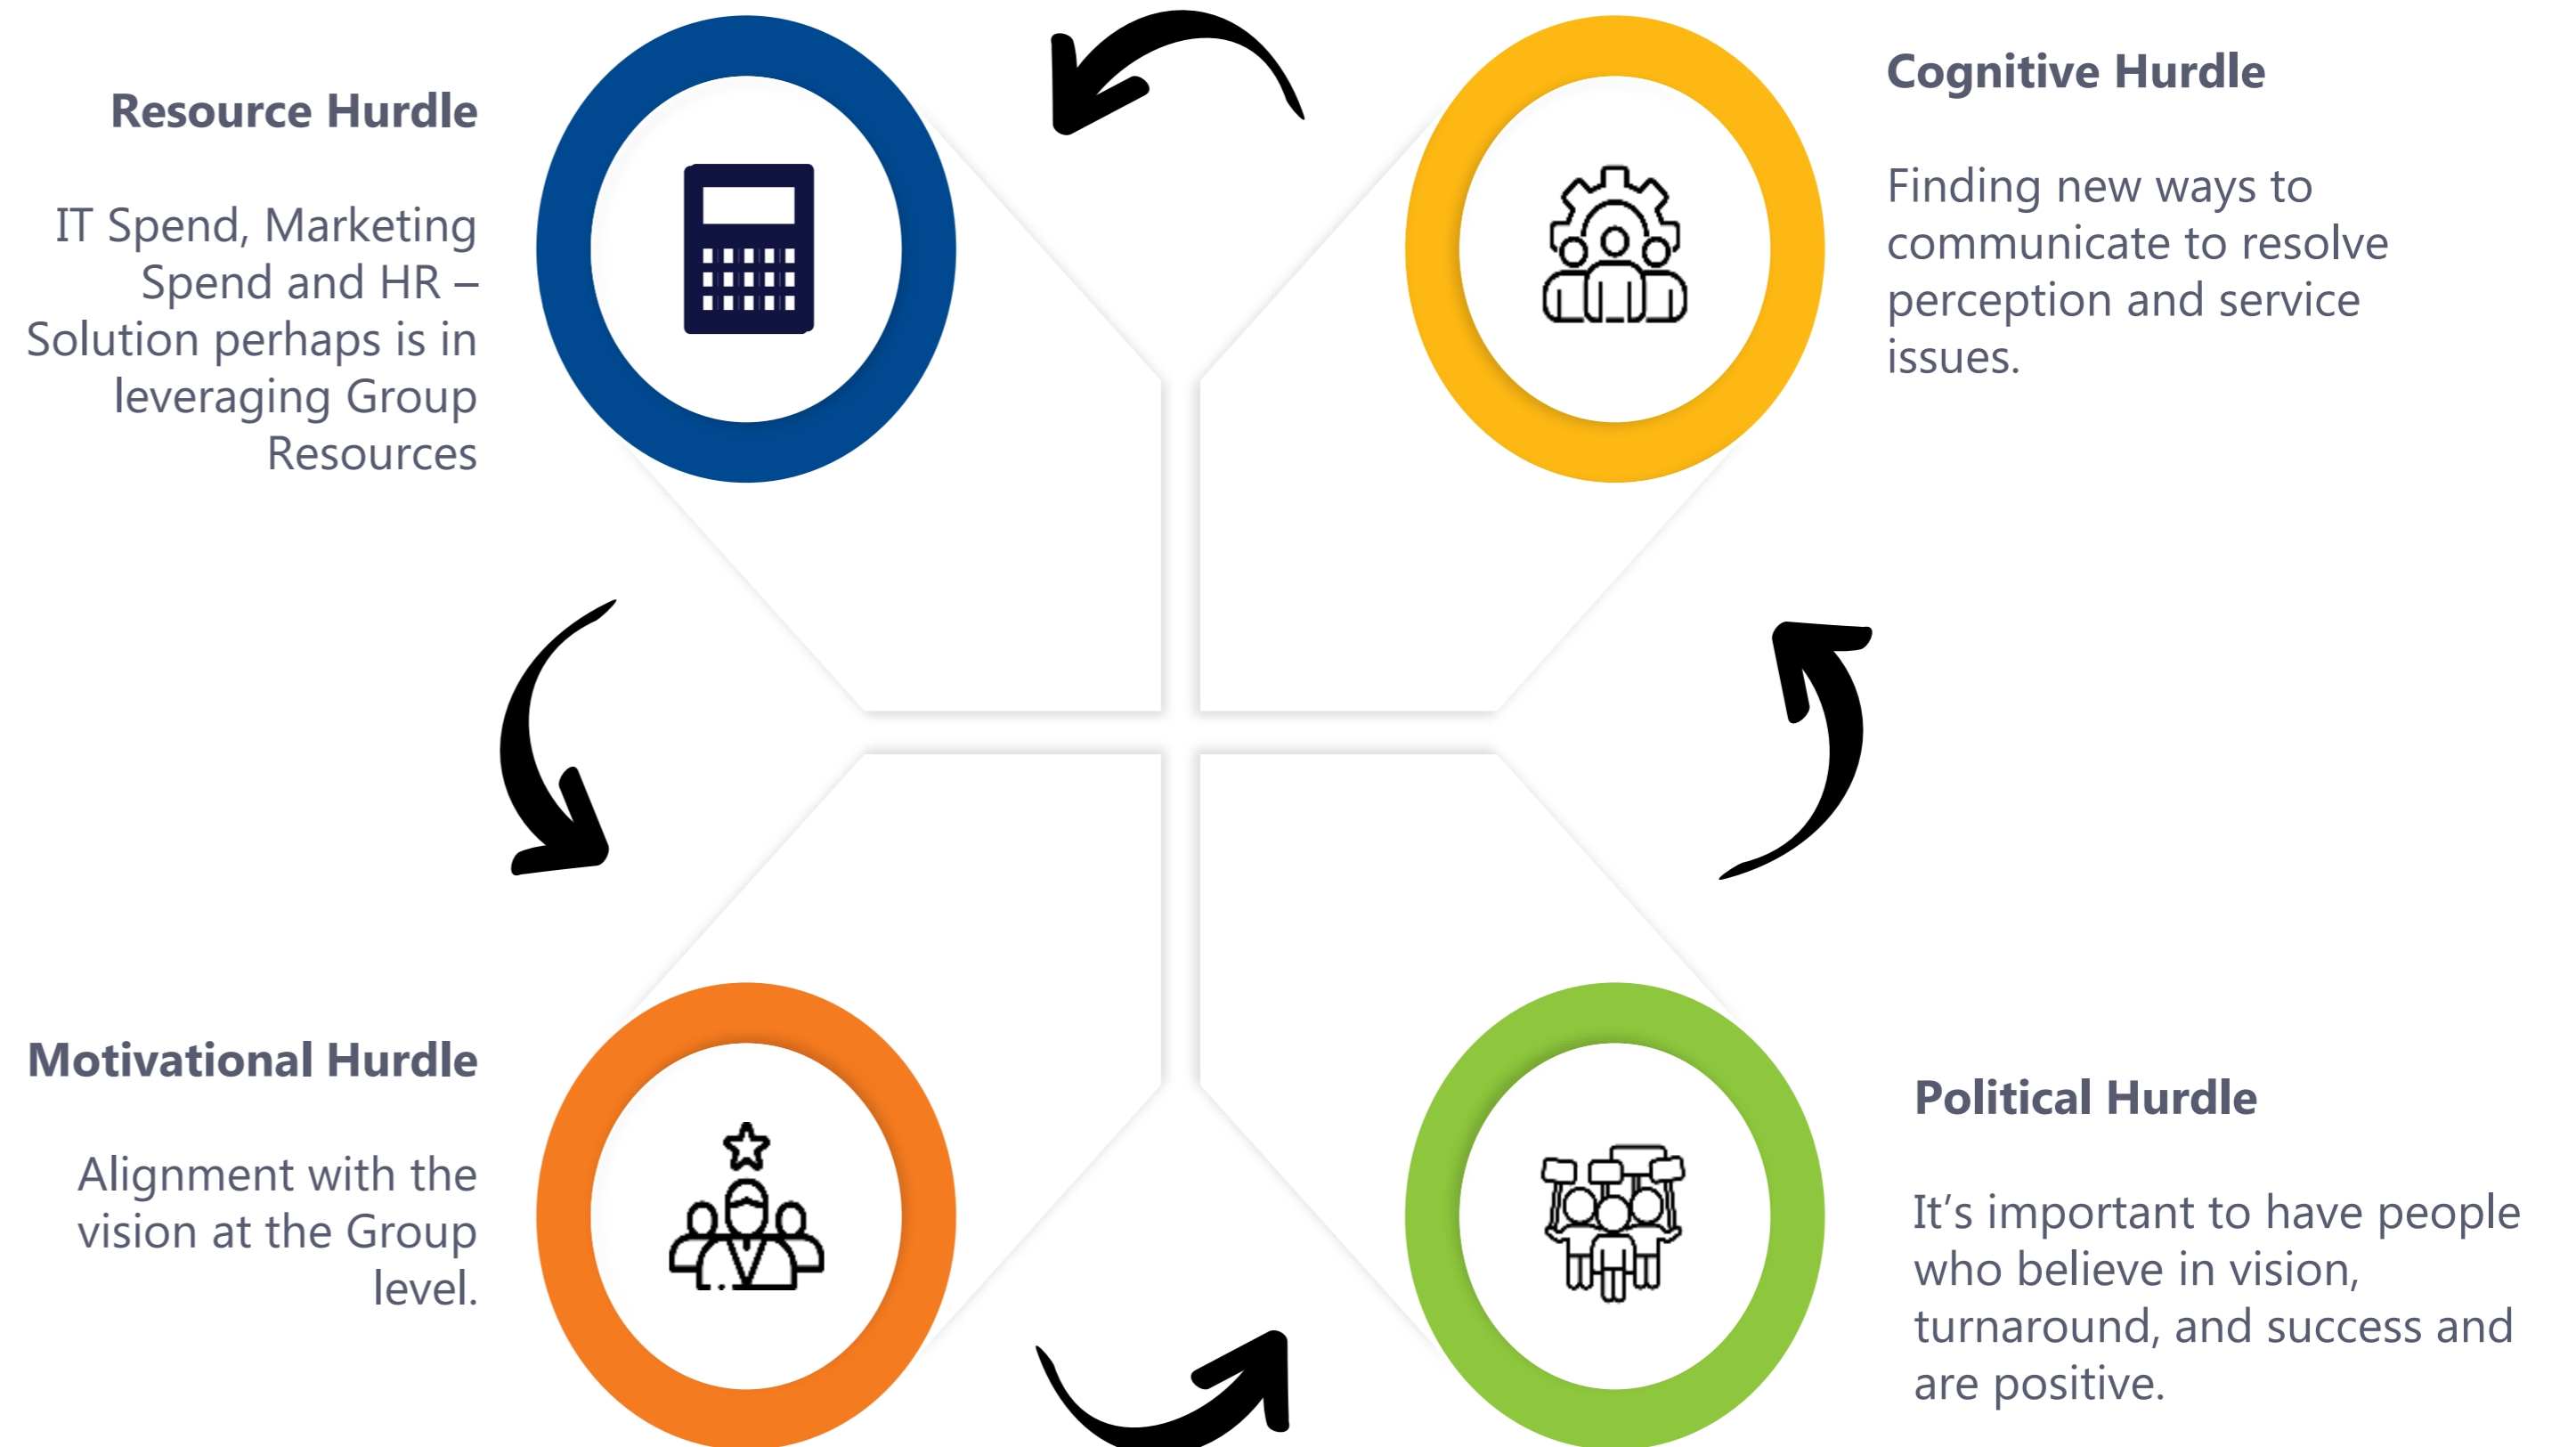 Resource Hurdle
IT Spend, Marketing
Spend and HR –
Solution perhaps is in
leveraging Group
Resources
Cognitive Hurdle
Finding new ways to
communicate to resolve
perception and service
issues.
Motivational Hurdle
Alignment with the
vision at the Group
level.
Political Hurdle
It’s important to have people
who believe in vision,
turnaround, and success and
are positive.